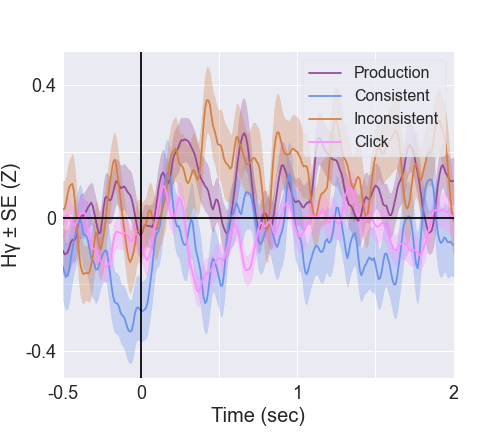 Production
Consistent
Inconsistent
Click
0.4
0
-0.4
Hγ ± SE (Z)
-0.5
0
1
2
Time (sec)